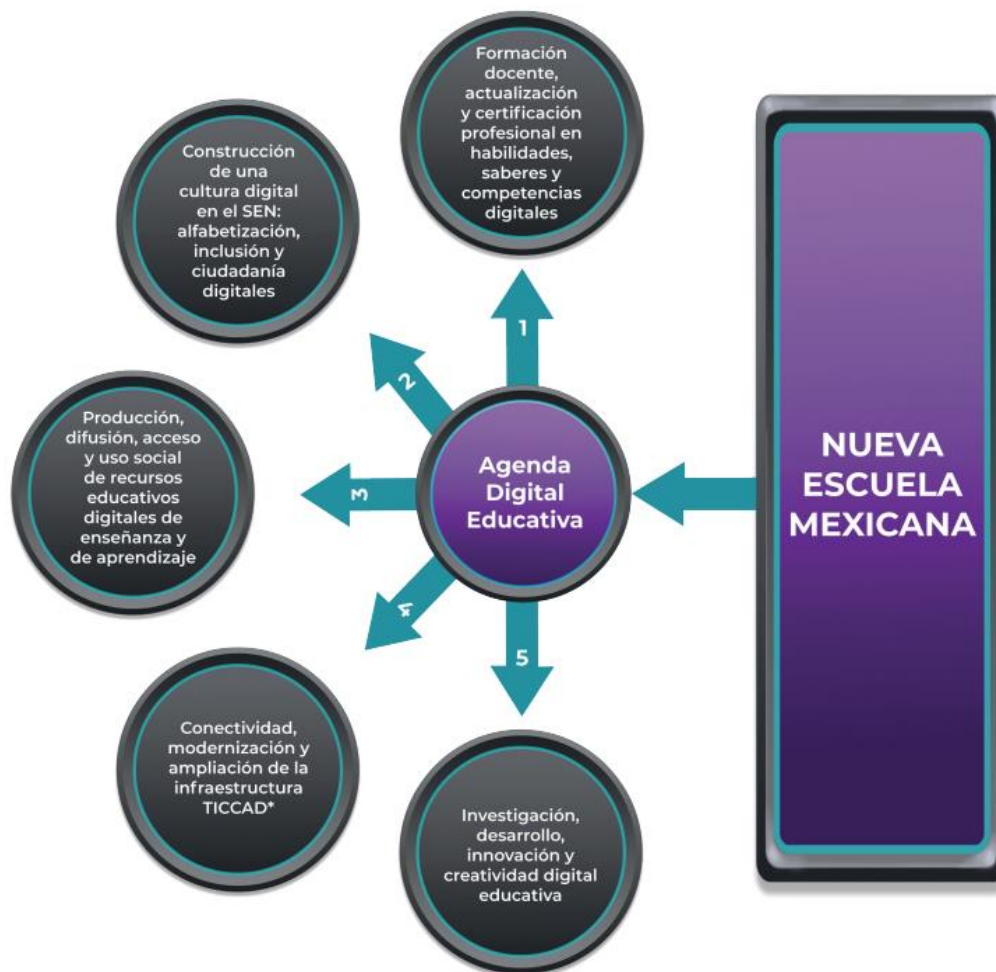 Formación
docente,
actualización
y certificación
profesional en
habilidades,
saberes y
competencias
digitales
Construcción
de una
cultura digital
en el SEN:
alfabetización,
inclusión y
ciudadanía
digitales
Producción,
difusión, acceso
y uso social
de recursos
educativos
digitales de
enseñanza y
de aprendizaje
Conectividad,
modernización y
ampliación de la
infraestructura
TICCAD*
Investigación,
desarrollo,
innovación y
creatividad digital
educativa
1
2
3
4
5
Agenda
Digital
Educativa
NUEVA
ESCUELA
MEXICANA